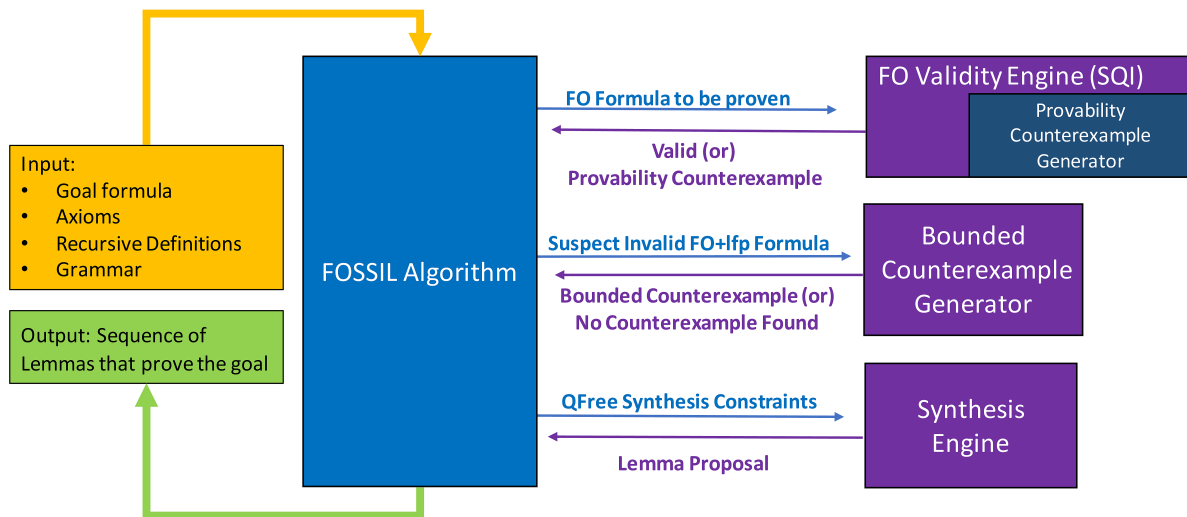 Input:
• Goal formula
• Axioms
• Recursive Definitions
• Grammar
Output: Sequence of
Lemmas that prove the goal
FOSSIL Algorithm
FO Formula to be proven
Valid (or)
Provability Counterexample
Suspect Invalid FO+lfp Formula
Bounded Counterexample (or)
No Counterexample Found
QFree Synthesis Constraints
Lemma Proposal
FO Validity Engine (SQI)
Provability
Counterexample
Generator
Bounded
Counterexample
Generator
Synthesis
Engine